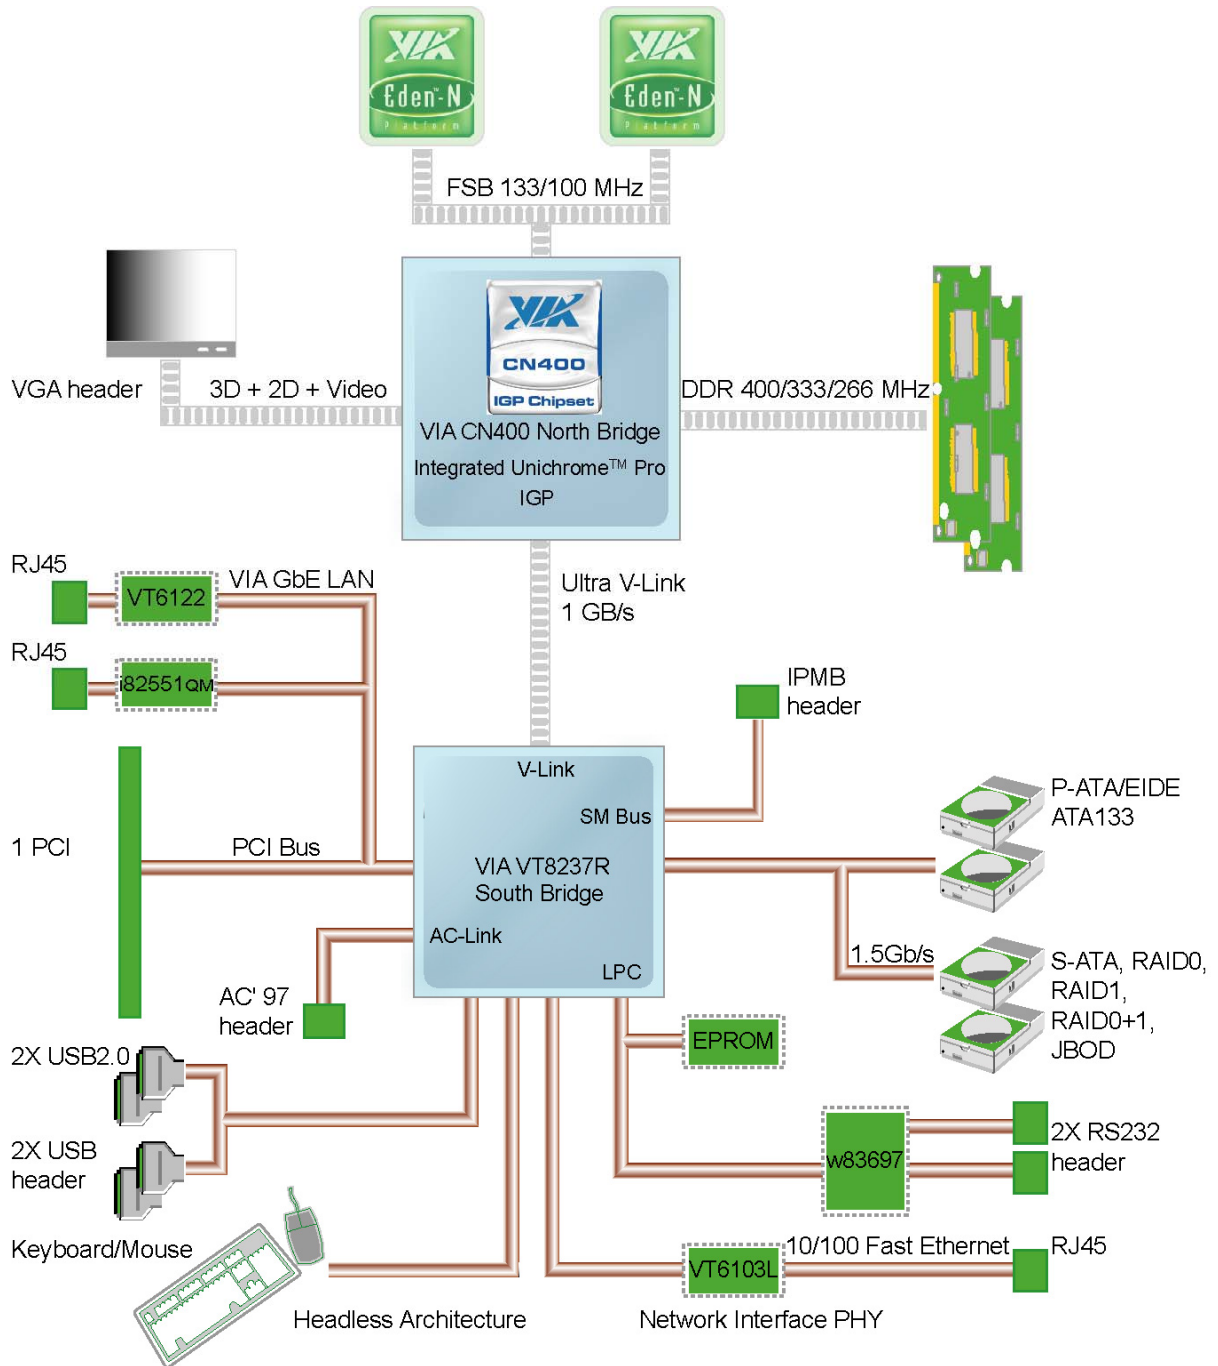 VIA
Eden™-N
Platform
VIA
Eden™-N
Platform
FSB 133/100 MHz
VIA
CN400
IGP Chipset
VGA header
3D + 2D + Video
DDR 400/333/266 MHz
VIA CN400 North Bridge
Integrated Unichrome™ Pro
IGP
RJ45
VIA GbE LAN
VT6122
Ultra V-Link
1 GB/s
RJ45
i82551QM
IPMB
header
V-Link
SM Bus
P-ATA/EIDE
ATA133
1 PCI
PCI Bus
VIA VT8237R
South Bridge
AC-Link
1.5Gb/s
LPC
S-ATA, RAID0,
RAID1,
RAID0+1,
JBOD
AC' 97
header
EPROM
2X USB2.0
2X USB
header
w83697
2X RS232
header
Keyboard/Mouse
10/100 Fast Ethernet
RJ45
VT6103L
Headless Architecture
Network Interface PHY